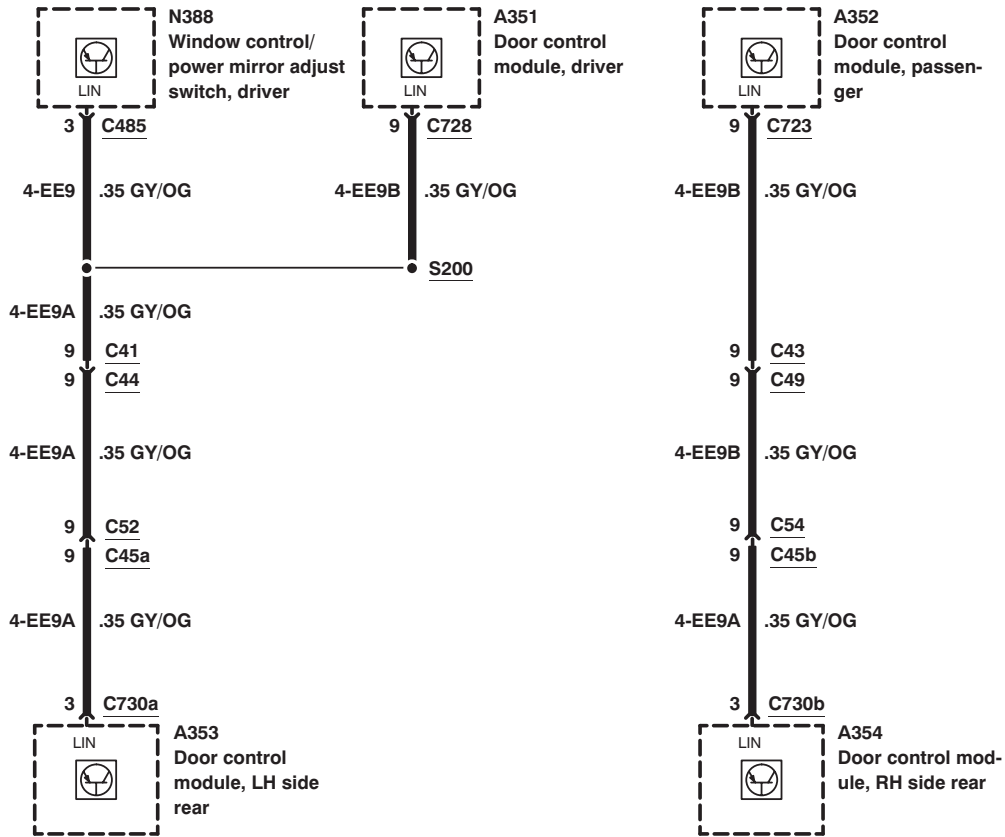 N388
Window control/
power mirror adjust
switch, driver
LIN
3 C485
4-EE9 .35 GY/OG
A351
Door control
module, driver
LIN
9 C728
4-EE9B .35 GY/OG
S200
4-EE9A .35 GY/OG
9 C41
9 C44
4-EE9A .35 GY/OG
9 C52
9 C45a
4-EE9A .35 GY/OG
3 C730a
LIN
A353
Door control
module, LH side
rear
A352
Door control
module, passen-
ger
LIN
9 C723
4-EE9B .35 GY/OG
9 C43
9 C49
4-EE9B .35 GY/OG
9 C54
9 C45b
4-EE9A .35 GY/OG
3 C730b
LIN
A354
Door control mod-
ule, RH side rear